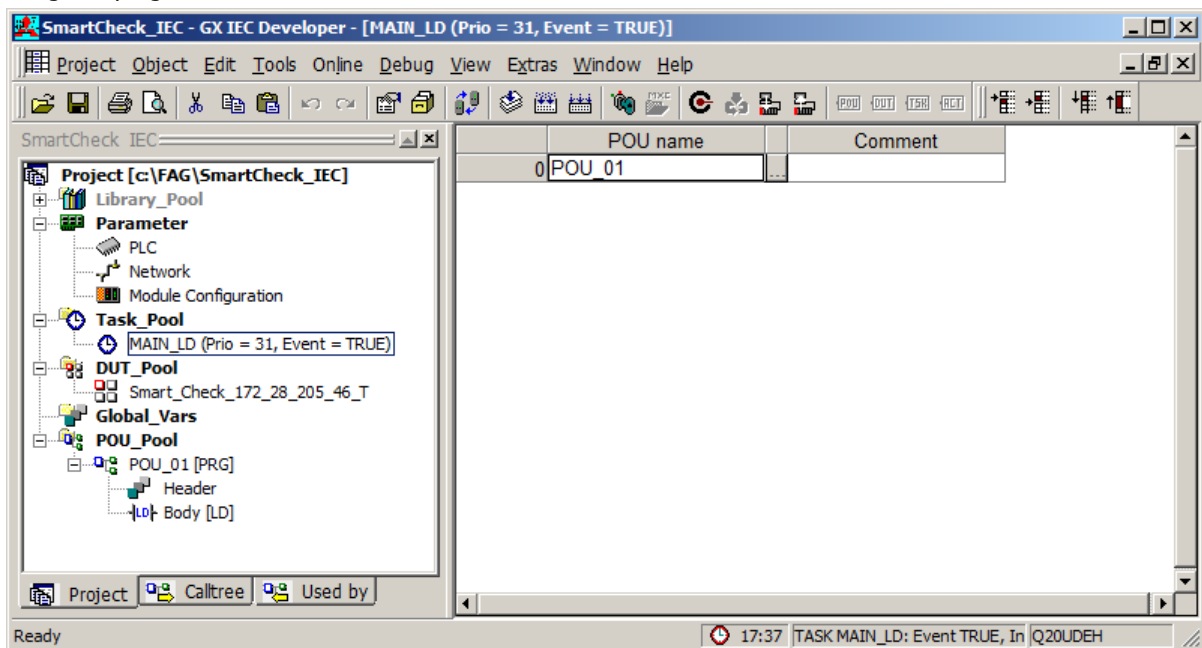 SmartCheck_IEC - GX IEC Developer - [MAIN_LD (Prio = 31, Event = TRUE)]
Project Object Edit Tools Online Debug View Extras Window Help
MXC
POU DUT TSK ACT
SmartCheck IEC
Project [c:\FAG\SmartCheck_IEC]
Library_Pool
Parameter
PLC
Network
Module Configuration
Task_Pool
MAIN_LD (Prio = 31, Event = TRUE)
DUT_Pool
Smart_Check_172_28_205_46_T
Global_Vars
POU_Pool
POU_01 [PRG]
Header
LD Body [LD]
Project Calltree Used by
POU name Comment
0 POU_01 ...
Ready 17:37 TASK MAIN_LD: Event TRUE, In Q20UDEH